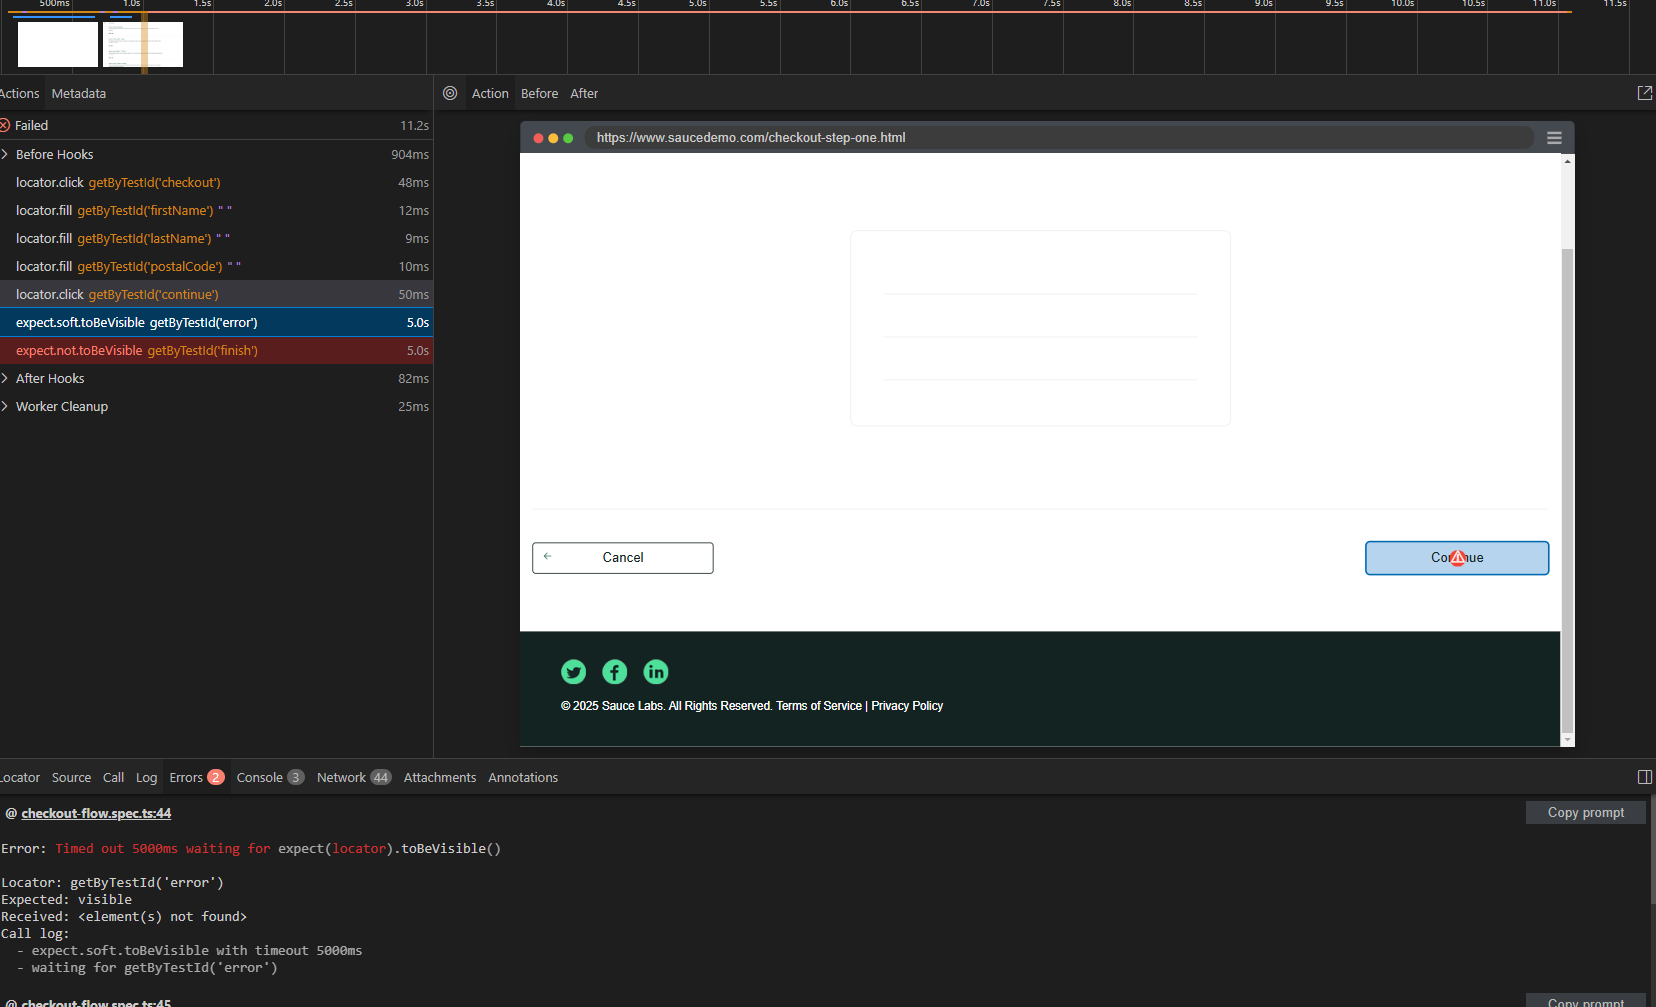 500ms 1.0s 1.5s 2.0s 2.5s 3.0s 3.5s 4.0s 4.5s 5.0s 5.5s 6.0s 6.5s 7.0s 7.5s 8.0s 8.5s 9.0s 9.5s 10.0s 10.5s 11.0s 11.5s
Actions Metadata
Failed 11.2s
Before Hooks 904ms
locator.click getByTestId('checkout') 48ms
locator.fill getByTestId('firstName') " " 12ms
locator.fill getByTestId('lastName') " " 9ms
locator.fill getByTestId('postalCode') " " 10ms
locator.click getByTestId('continue') 50ms
expect.soft.toBeVisible getByTestId('error') 5.0s
expect.not.toBeVisible getByTestId('finish') 5.0s
After Hooks 82ms
Worker Cleanup 25ms
Action Before After
https://www.saucedemo.com/checkout-step-one.html
Cancel
Continue
© 2025 Sauce Labs. All Rights Reserved. Terms of Service | Privacy Policy
Locator Source Call Log Errors 2 Console 3 Network 44 Attachments Annotations
@ checkout-flow.spec.ts:44 Copy prompt
Error: Timed out 5000ms waiting for expect(locator).toBeVisible()
Locator: getByTestId('error')
Expected: visible
Received: <element(s) not found>
Call log:
- expect.soft.toBeVisible with timeout 5000ms
- waiting for getByTestId('error')
@ checkout-flow.spec.ts:45 Copy prompt